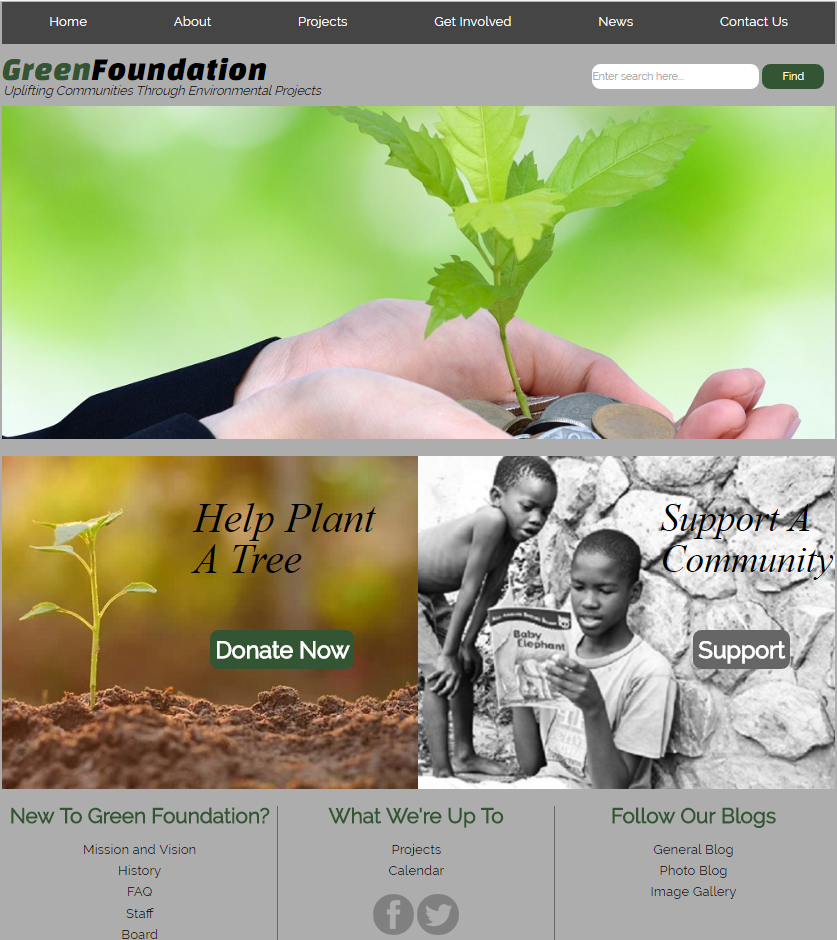 Home About Projects Get Involved News Contact Us
GreenFoundation
Uplifting Communities Through Environmental Projects
Enter search here... Find
Help Plant
A Tree
Donate Now
Support A
Community
Baby
Elephant
Support
New To Green Foundation?
Mission and Vision
History
FAQ
Staff
Board
What We're Up To
Projects
Calendar
Follow Our Blogs
General Blog
Photo Blog
Image Gallery